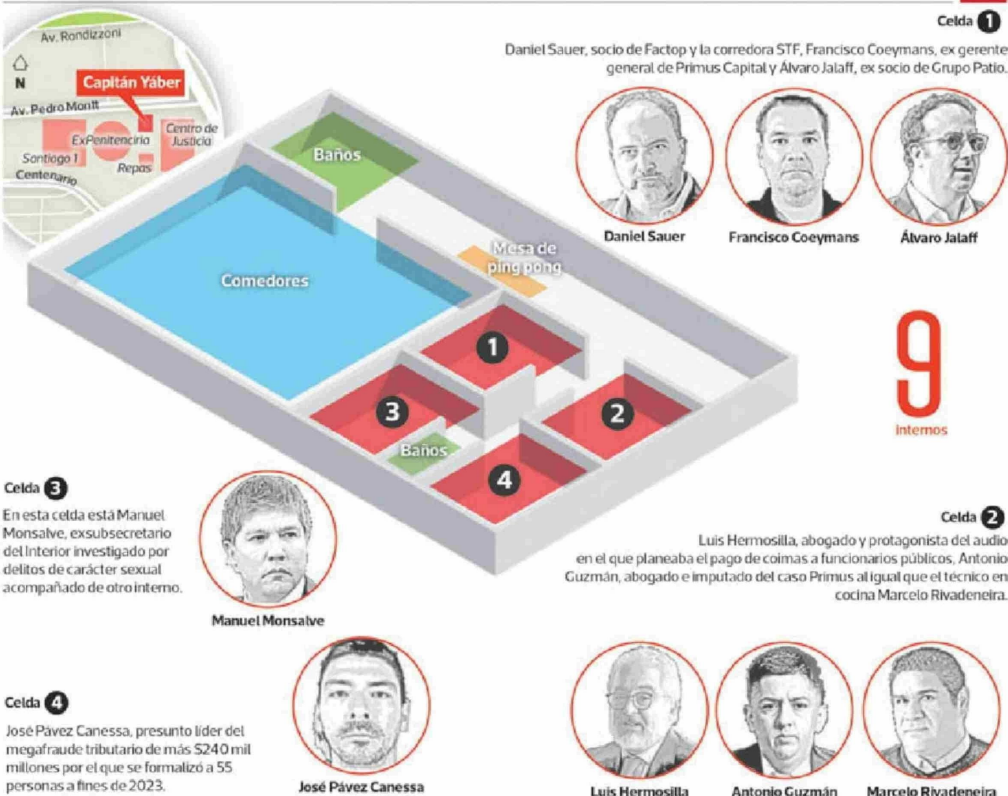 Celda 1
Daniel Sauer, socio de Factop y la corredora STF, Francisco Coeymans, ex gerente
general de Primus Capital y Álvaro Jalaff, ex socio de Grupo Patio.
Daniel Sauer
Francisco Coeymans
Álvaro Jalaff
Av. Rondizzoni
N
Capitán Yáber
Av. Pedro Montt
ExPenitenciria
Centro de
Justicia
Santiogo 1
Repas
Centenario
Baños
Comedores
Mesa de
ping pong
1
3
2
Baños
4
9
internos
Celda 3
En esta celda está Manuel
Monsalve, exsubsecretario
del Interior investigado por
delitos de carácter sexual
acompañado de otro interno.
Manuel Monsalve
Celda 2
Luis Hermosilla, abogado y protagonista del audio
en el que planeaba el pago de coimas a funcionarios públicos, Antonio
Guzmán, abogado e imputado del caso Primus al igual que el técnico en
cocina Marcelo Rivadeneira.
Celda 4
José Pávez Canessa, presunto líder del
megafraude tributario de más $240 mil
millones por el que se formalizó a 55
personas a fines de 2023.
José Pávez Canessa
Luis Hermosilla
Antonio Guzmán
Marcelo Rivadeneira